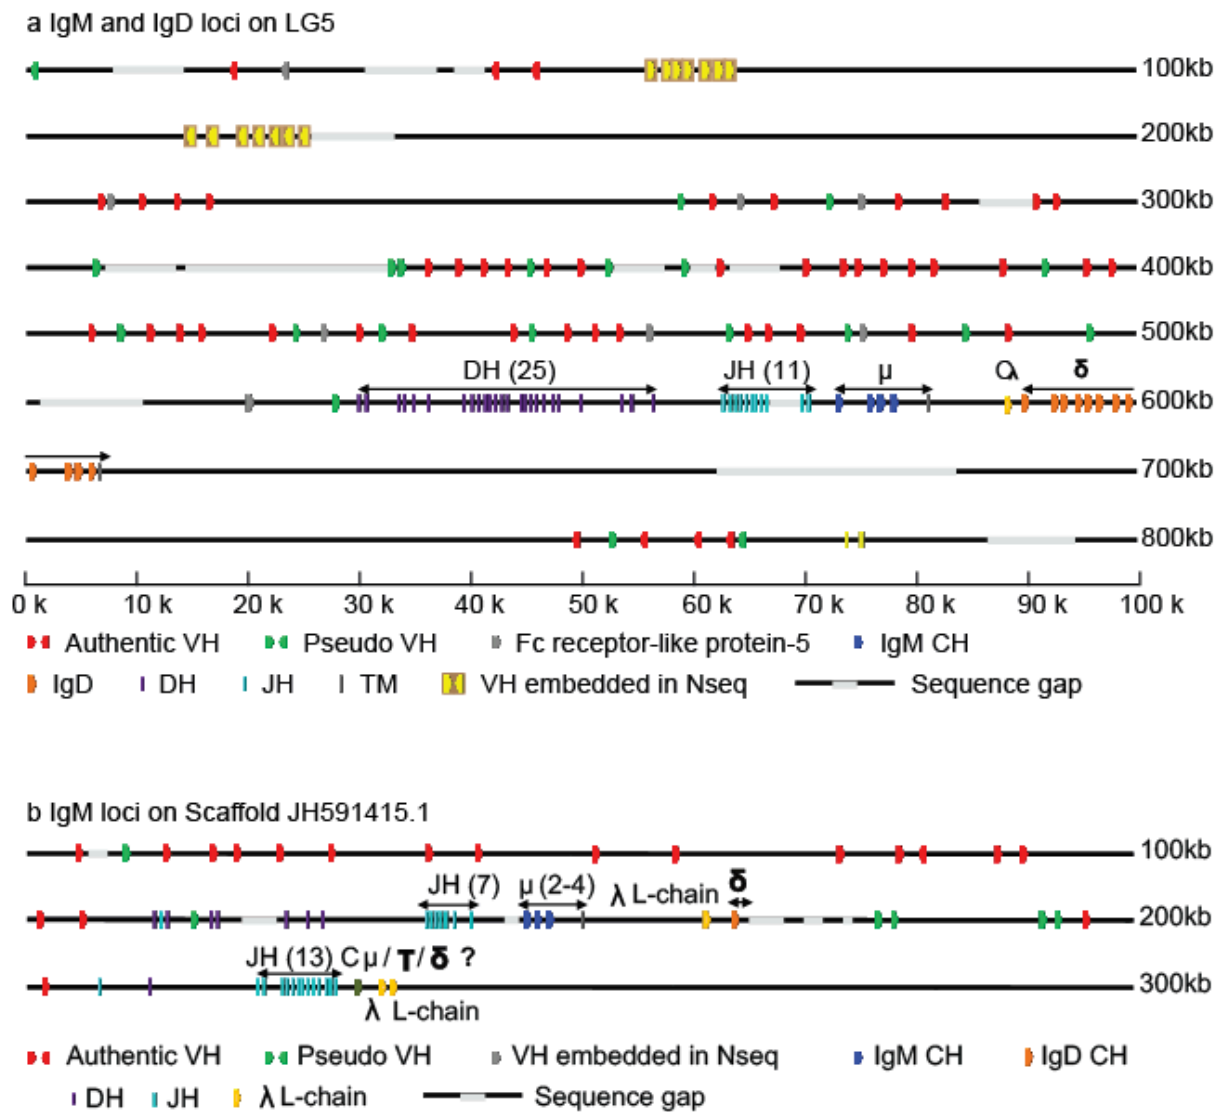 a IgM and IgD loci on LG5
100kb
200kb
300kb
400kb
500kb
DH (25) JH (11) μ Cλ δ
600kb
700kb
800kb
0 k 10 k 20 k 30 k 40 k 50 k 60 k 70 k 80 k 90 k 100 k
Authentic VH Pseudo VH Fc receptor-like protein-5 IgM CH
IgD DH JH TM VH embedded in Nseq Sequence gap
b IgM loci on Scaffold JH591415.1
100kb
JH (7) μ (2-4) λ L-chain δ
200kb
JH (13) C μ / T / δ ?
300kb
λ L-chain
Authentic VH Pseudo VH VH embedded in Nseq IgM CH IgD CH
DH JH λ L-chain Sequence gap